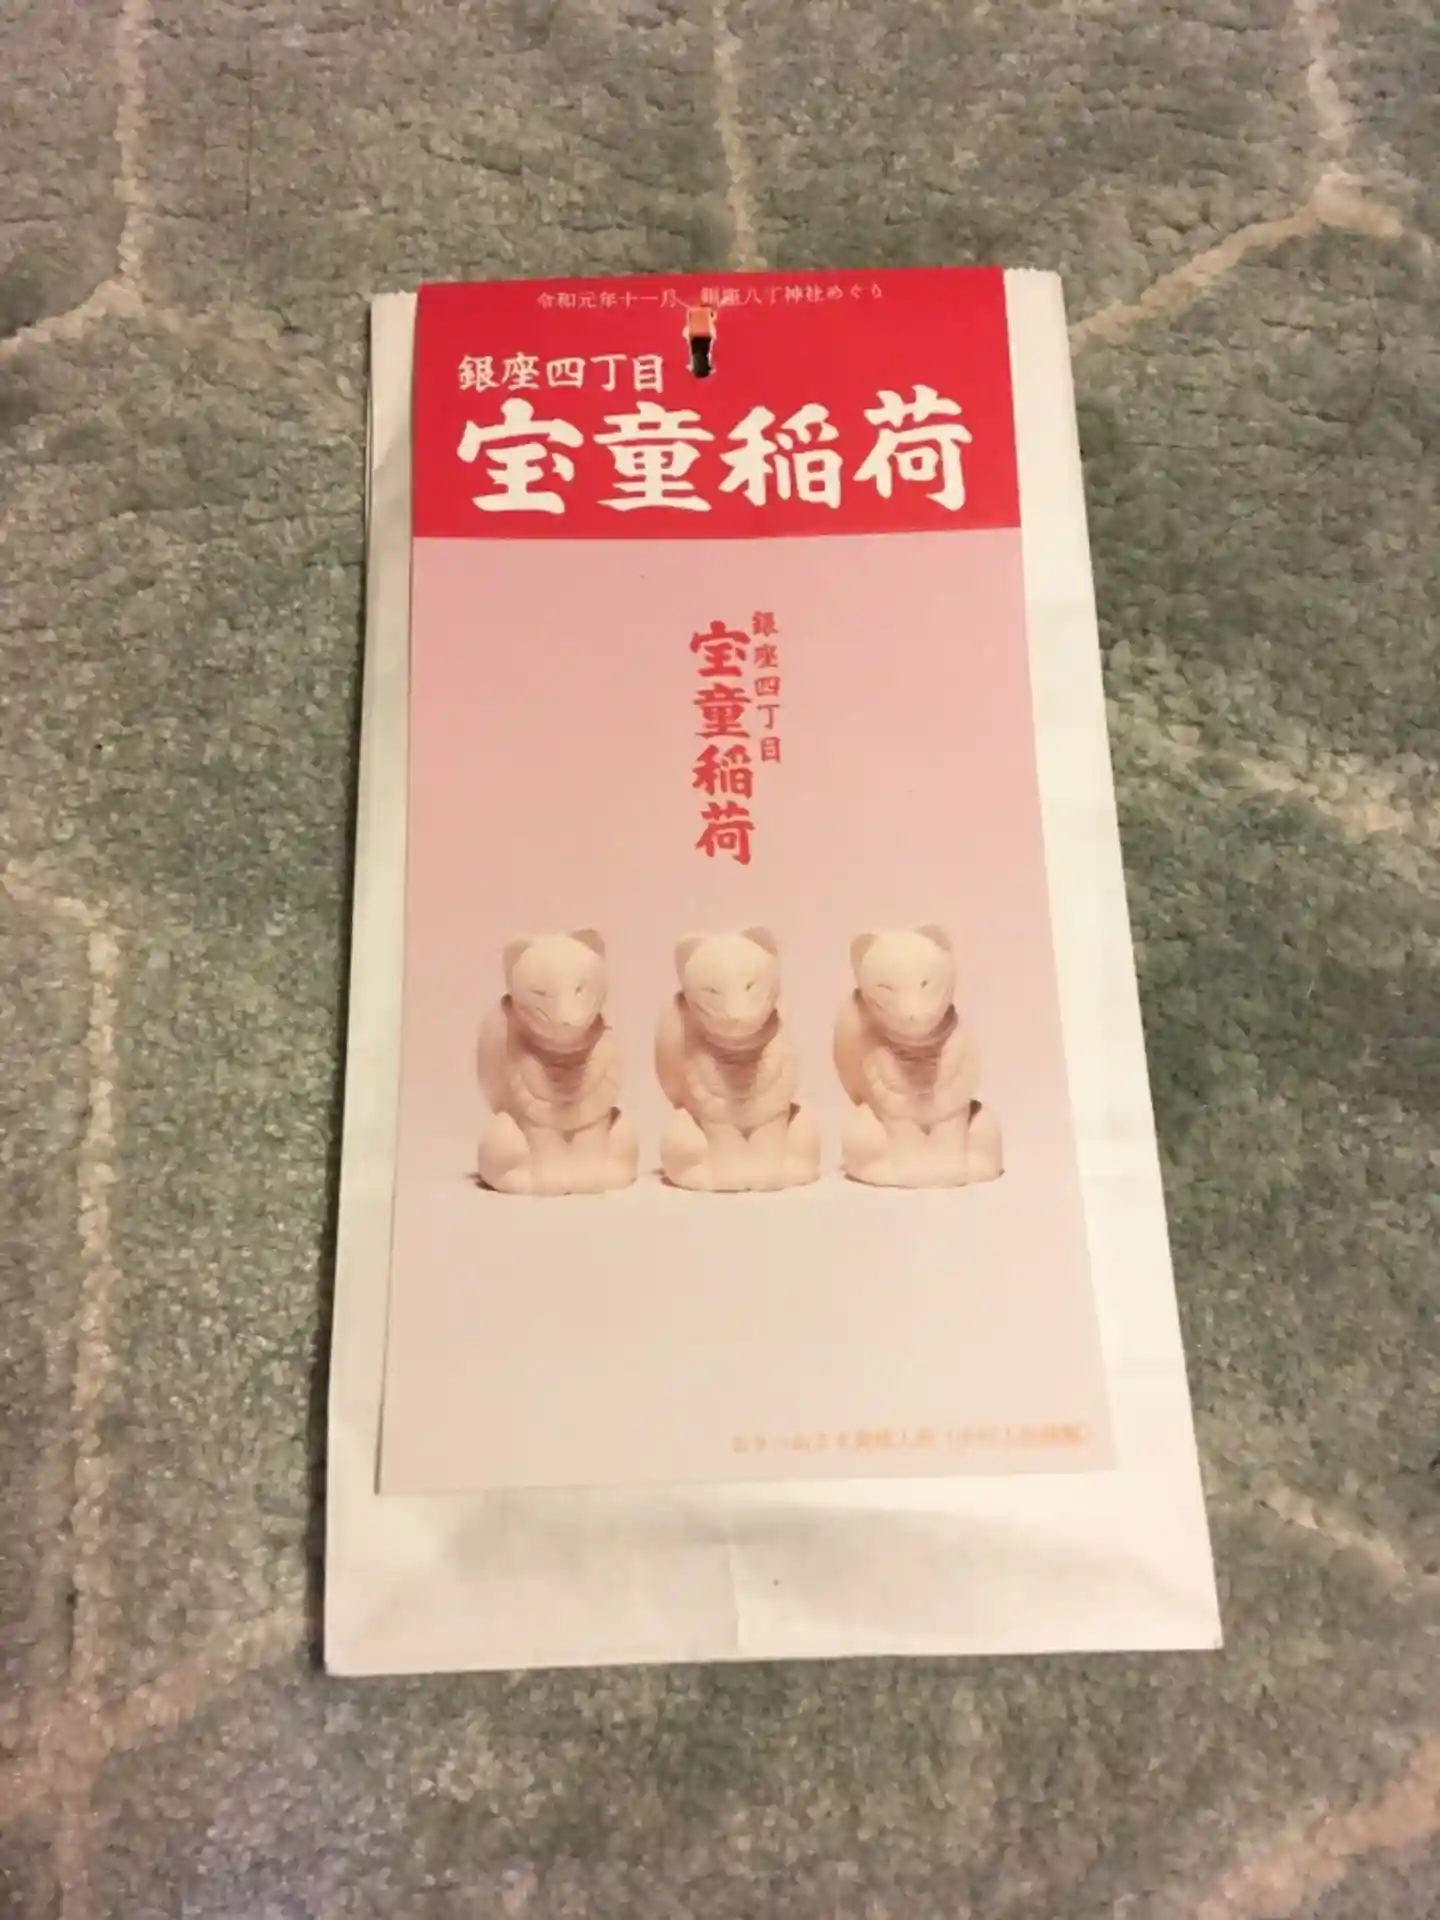 令和元年十一月 銀座八丁神社めぐり
銀座四丁目
宝童稲荷
銀座四丁目
宝童稲荷